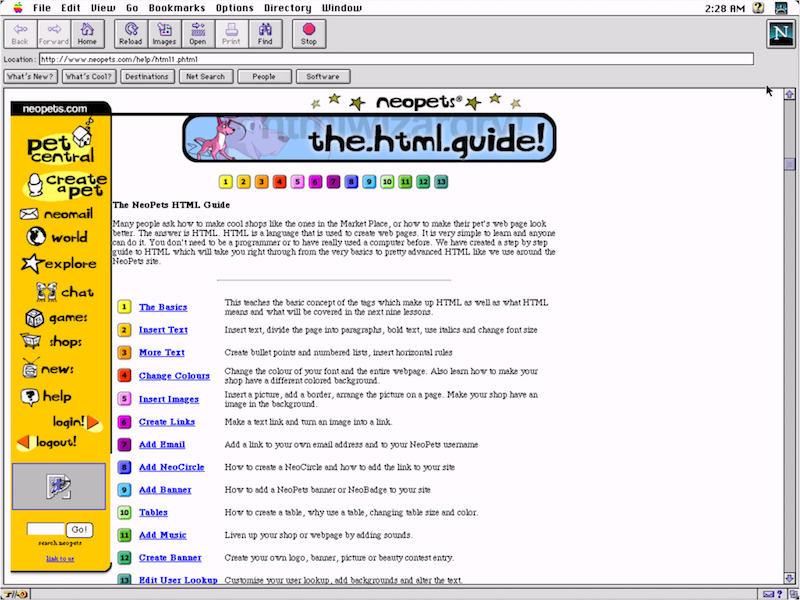 File Edit View Go Bookmarks Options Directory Window 2:28 AM
Back Forward Home Reload Images Open Print Find Stop
N
Location: http://www.neopets.com/help/html1.phtml
What's New? What's Cool? Destinations Net Search People Software
neopets.com
neopets®
the.html.guide!
pet central
create a pet
neomail
world
explore
chat
games
shops
news
help
login!
logout!
Go!
search neopets
link to us
1 2 3 4 5 6 7 8 9 10 11 12 13
The NeoPets HTML Guide
Many people ask how to make cool shops like the ones in the Market Place, or how to make their pet's web page look
better. The answer is HTML. HTML is a language that is used to create web pages. It is very simple to learn and anyone
can do it. You don't need to be a programmer or to have really used a computer before. We have created a step by step
guide to HTML which will take you right through from the very basics to pretty advanced HTML like we use around the
NeoPets site.
1 The Basics This teaches the basic concept of the tags which make up HTML as well as what HTML
means and what will be covered in the next nine lessons.
2 Insert Text Insert text, divide the page into paragraphs, bold text, use italics and change font size
3 More Text Create bullet points and numbered lists, insert horizontal rules
4 Change Colours Change the colour of your font and the entire webpage. Also learn how to make your
shop have a different colored background.
5 Insert Images Insert a picture, add a border, arrange the picture on a page. Make your shop have an
image in the background.
6 Create Links Make a text link and turn an image into a link.
7 Add Email Add a link to your own email address and to your NeoPets username
8 Add NeoCircle How to create a NeoCircle and how to add the link to your site
9 Add Banner How to add a NeoPets banner or NeoBadge to your site
10 Tables How to create a table, why use a table, changing table size and color.
11 Add Music Liven up your shop or webpage by adding sounds.
12 Create Banner Create your own logo, banner, picture or beauty contest entry.
13 Edit User Lookup Customise your user lookup, add backgrounds and alter the text.